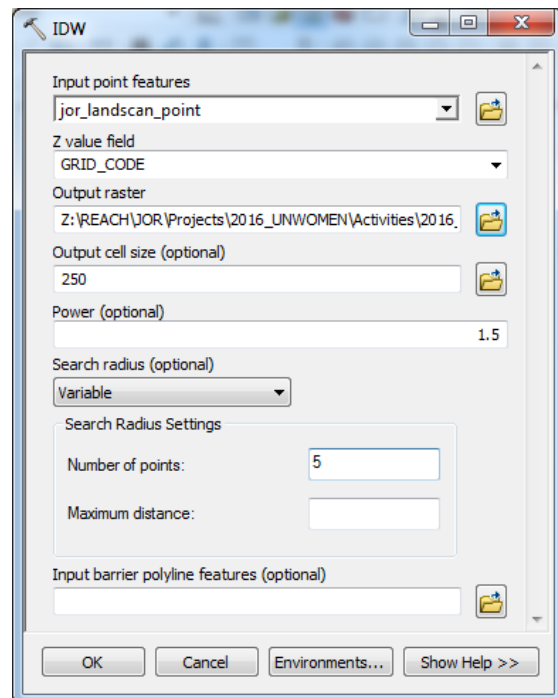 IDW
Input point features
jor_landscan_point
Z value field
GRID_CODE
Output raster
Z:\REACH\JOR\Projects\2016_UNWOMEN\Activities\2016_
Output cell size (optional)
250
Power (optional)
1.5
Search radius (optional)
Variable
Search Radius Settings
Number of points:
5
Maximum distance:
Input barrier polyline features (optional)
OK
Cancel
Environments...
Show Help >>